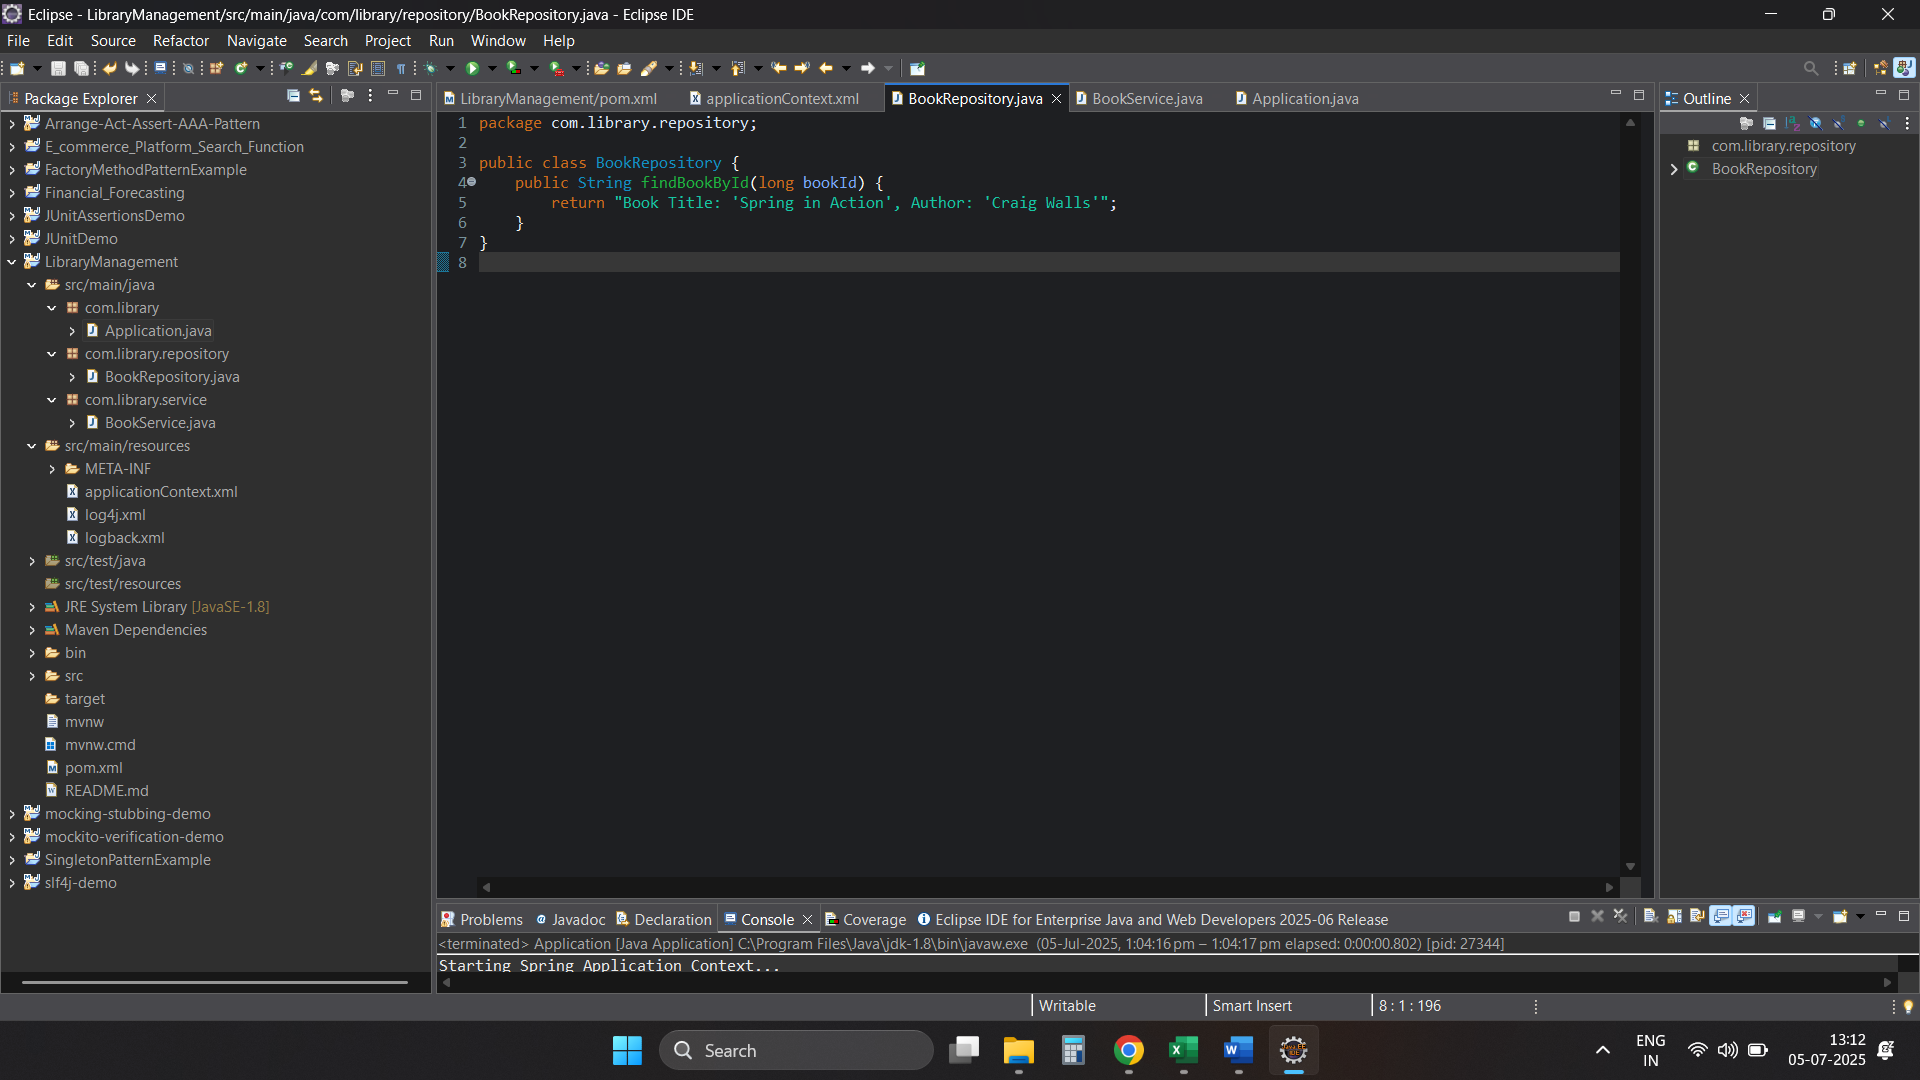 Eclipse - LibraryManagement/src/main/java/com/library/repository/BookRepository.java - Eclipse IDE
File Edit Source Refactor Navigate Search Project Run Window Help
Package Explorer
Arrange-Act-Assert-AAA-Pattern
E_commerce_Platform_Search_Function
FactoryMethodPatternExample
Financial_Forecasting
JUnitAssertionsDemo
JUnitDemo
LibraryManagement
src/main/java
com.library
Application.java
com.library.repository
BookRepository.java
com.library.service
BookService.java
src/main/resources
META-INF
applicationContext.xml
log4j.xml
logback.xml
src/test/java
src/test/resources
JRE System Library [JavaSE-1.8]
Maven Dependencies
bin
src
target
mvnw
mvnw.cmd
pom.xml
README.md
mocking-stubbing-demo
mockito-verification-demo
SingletonPatternExample
slf4j-demo
LibraryManagement/pom.xml applicationContext.xml BookRepository.java BookService.java Application.java
1 package com.library.repository;
2
3 public class BookRepository {
4 public String findBookById(long bookId) {
5 return "Book Title: 'Spring in Action', Author: 'Craig Walls'";
6 }
7 }
8
Outline
com.library.repository
BookRepository
Problems Javadoc Declaration Console Coverage Eclipse IDE for Enterprise Java and Web Developers 2025-06 Release
<terminated> Application [Java Application] C:\Program Files\Java\jdk-1.8\bin\javaw.exe (05-Jul-2025, 1:04:16 pm – 1:04:17 pm elapsed: 0:00:00.802) [pid: 27344]
Starting Spring Application Context...
Writable Smart Insert 8 : 1 : 196
Search
ENG
IN
13:12
05-07-2025